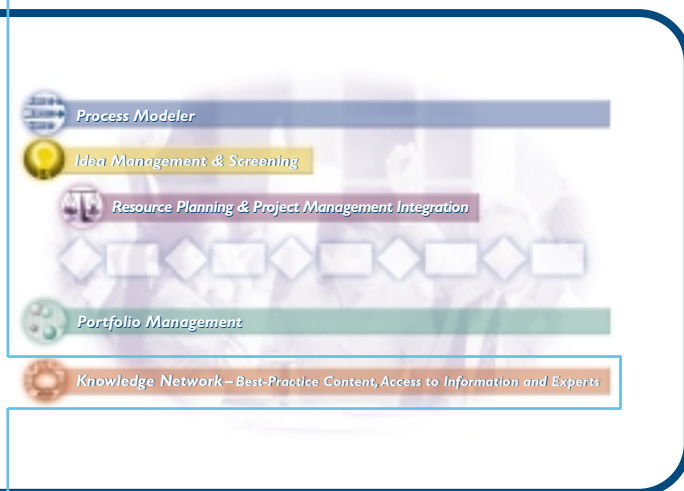 Process Modeler
Idea Management & Screening
Resource Planning & Project Management Integration
Portfolio Management
Knowledge Network – Best-Practice Content, Access to Information and Experts